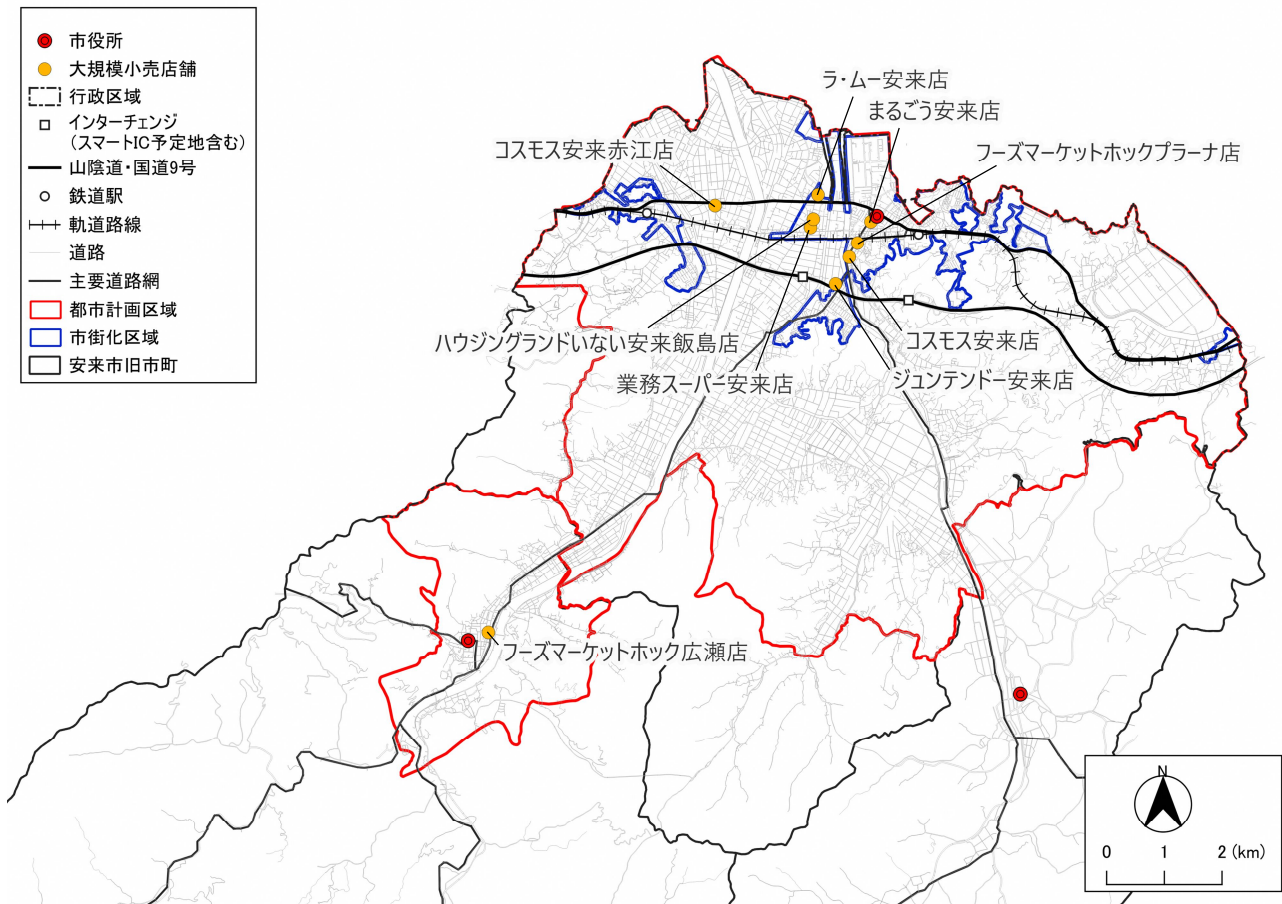 市役所
大規模小売店舗
行政区域
インターチェンジ
(スマートIC予定地含む)
山陰道・国道9号
鉄道駅
軌道路線
道路
主要道路網
都市計画区域
市街化区域
安来市旧市町
ラ・ムー安来店
まるごう安来店
コスモス安来赤江店
フーズマーケットホックプラーナ店
ハウジングランドいない安来飯島店
コスモス安来店
業務スーパー安来店
ジュンテンドー安来店
フーズマーケットホック広瀬店
N
0 1 2 (km)